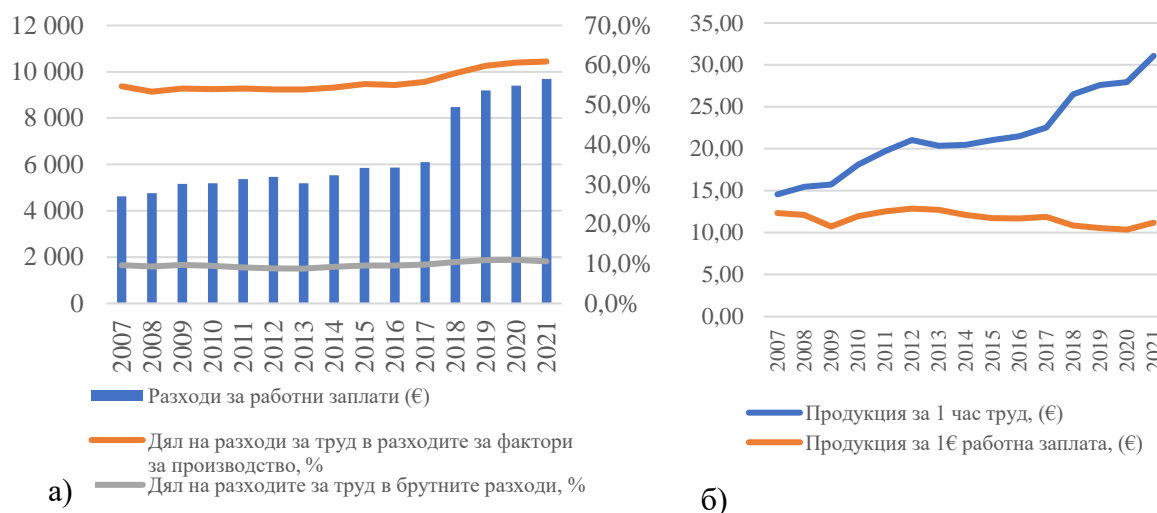 12 000
10 000
8 000
6 000
4 000
2 000
0
70,0%
60,0%
50,0%
40,0%
30,0%
20,0%
10,0%
0,0%
2007 2008 2009 2010 2011 2012 2013 2014 2015 2016 2017 2018 2019 2020 2021
Разходи за работни заплати (€)
Дял на разходи за труд в разходите за фактори
за производство, %
Дял на разходите за труд в брутните разходи, %
а)
35,00
30,00
25,00
20,00
15,00
10,00
5,00
0,00
2007 2008 2009 2010 2011 2012 2013 2014 2015 2016 2017 2018 2019 2020 2021
Продукция за 1 час труд, (€)
Продукция за 1€ работна заплата, (€)
б)